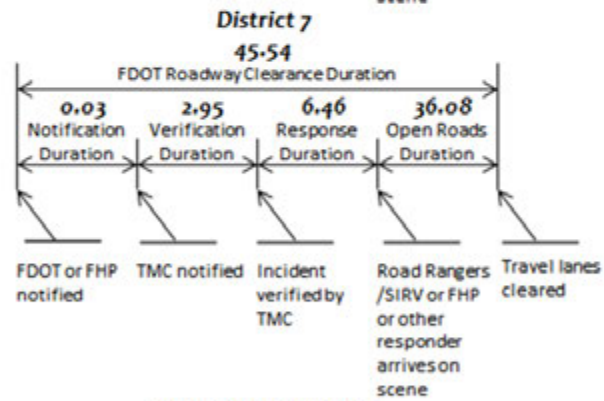 scene
District 7
45.54
FDOT Roadway Clearance Duration
0.03 2.95 6.46 36.08
Notification Verification Response Open Roads
Duration Duration Duration Duration
FDOT or FHP notified
TMC notified
Incident verified by TMC
Road Rangers /SIRV or FHP or other responder arrives on scene
Travel lanes cleared